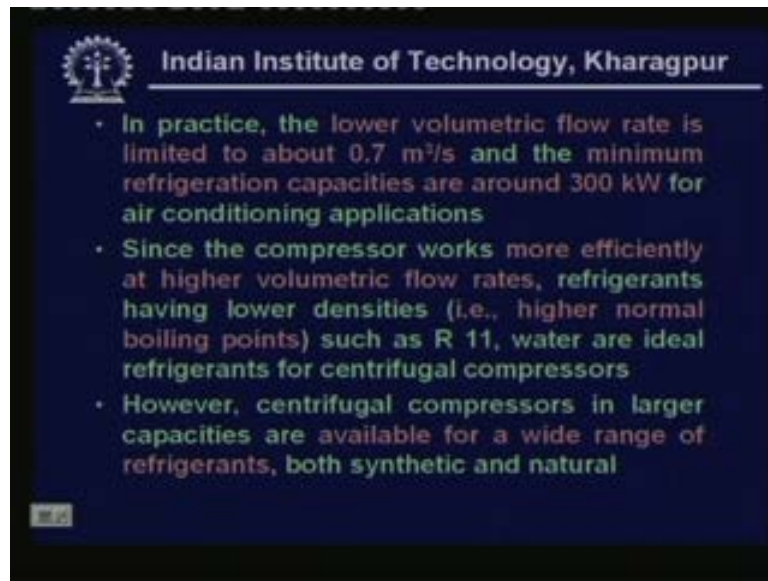 Indian Institute of Technology, Kharagpur
• In practice, the lower volumetric flow rate is
limited to about 0.7 m³/s and the minimum
refrigeration capacities are around 300 kW for
air conditioning applications
• Since the compressor works more efficiently
at higher volumetric flow rates, refrigerants
having lower densities (i.e., higher normal
boiling points) such as R 11, water are ideal
refrigerants for centrifugal compressors
• However, centrifugal compressors in larger
capacities are available for a wide range of
refrigerants, both synthetic and natural